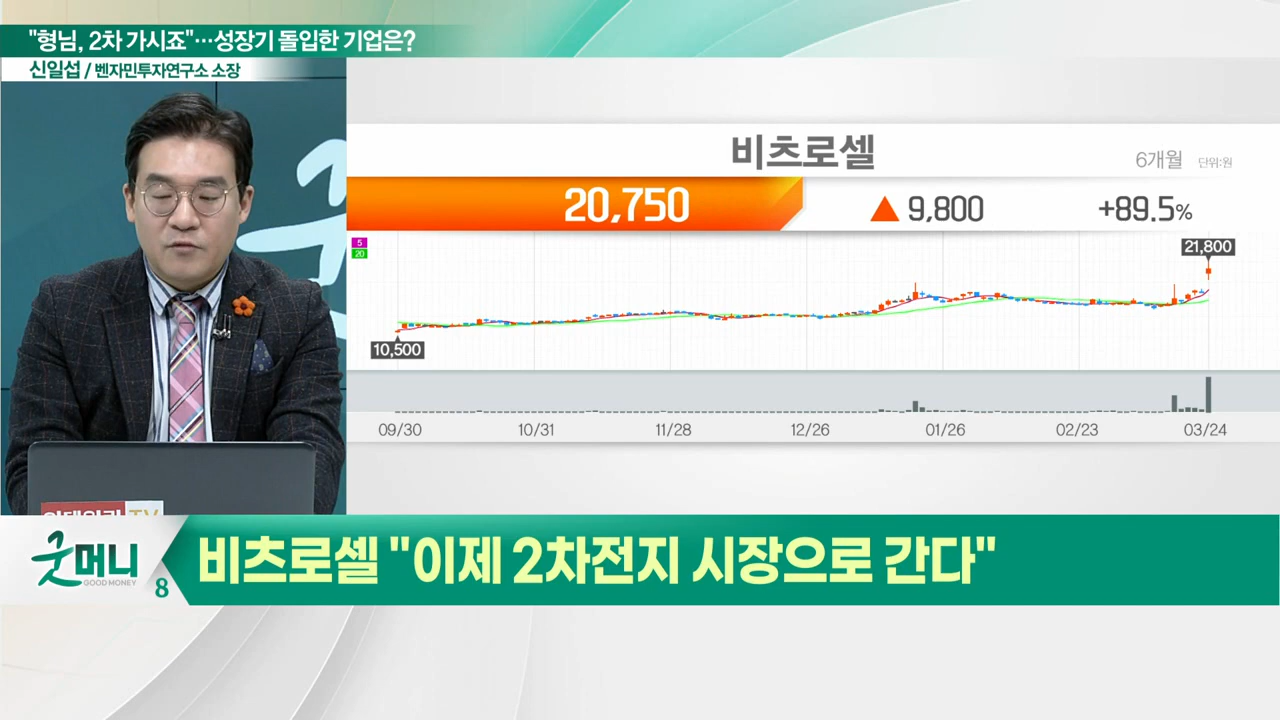 "형님, 2차 가시죠"…성장기 돌입한 기업은?
신일섭 / 벤자민투자연구소 소장
비츠로셀
6개월 단위:원
20,750 ▲ 9,800 +89.5%
5
20
21,800
10,500
09/30 10/31 11/28 12/26 01/26 02/23 03/24
굿머니
GOOD MONEY
8
비츠로셀 "이제 2차전지 시장으로 간다"